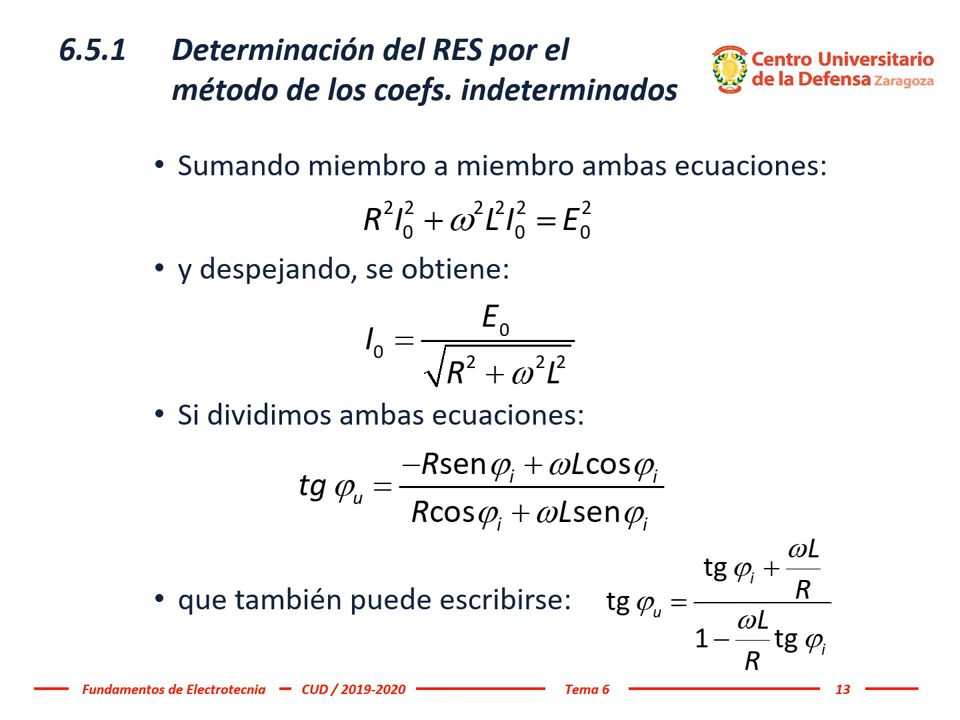 6.5.1 Determinación del RES por el
método de los coefs. indeterminados
Centro Universitario
de la Defensa Zaragoza
• Sumando miembro a miembro ambas ecuaciones:
R²I₀² + ω²L²I₀² = E₀²
• y despejando, se obtiene:
I₀ = E₀ / √(R² + ω²L²)
• Si dividimos ambas ecuaciones:
tg φᵤ = (−Rsenφᵢ + ωLcosφᵢ) / (Rcosφᵢ + ωLsenφᵢ)
• que también puede escribirse: tg φᵤ = (tg φᵢ + ωL/R) / (1 − ωL/R tg φᵢ)
Fundamentos de Electrotecnia CUD / 2019-2020 Tema 6 13